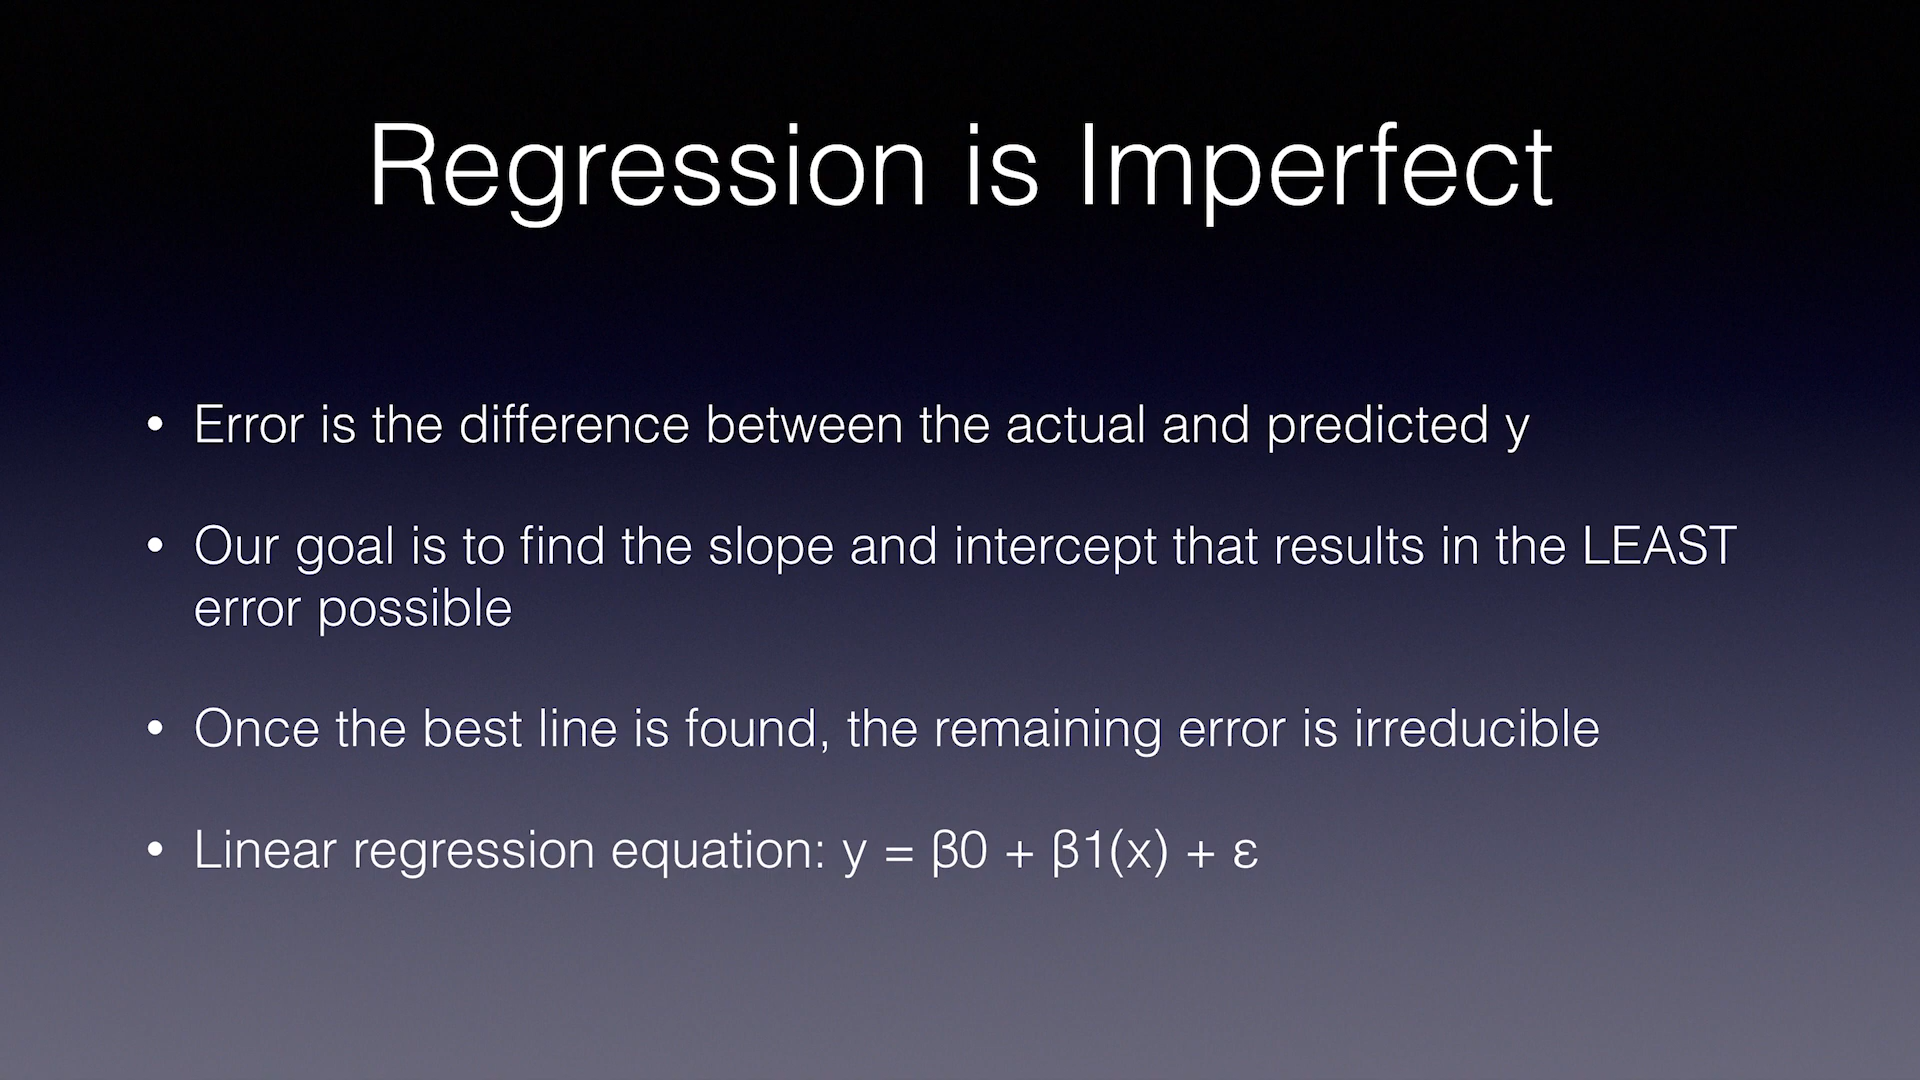 Regression is Imperfect
• Error is the difference between the actual and predicted y
• Our goal is to find the slope and intercept that results in the LEAST
error possible
• Once the best line is found, the remaining error is irreducible
• Linear regression equation: y = β0 + β1(x) + ε